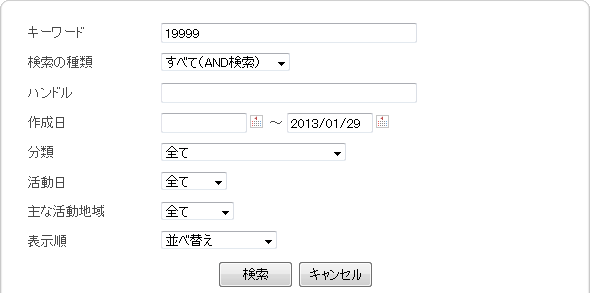 キーワード 19999
検索の種類 すべて(AND検索)
ハンドル
作成日 ～ 2013/01/29
分類 全て
活動日 全て
主な活動地域 全て
表示順 並べ替え
検索 キャンセル